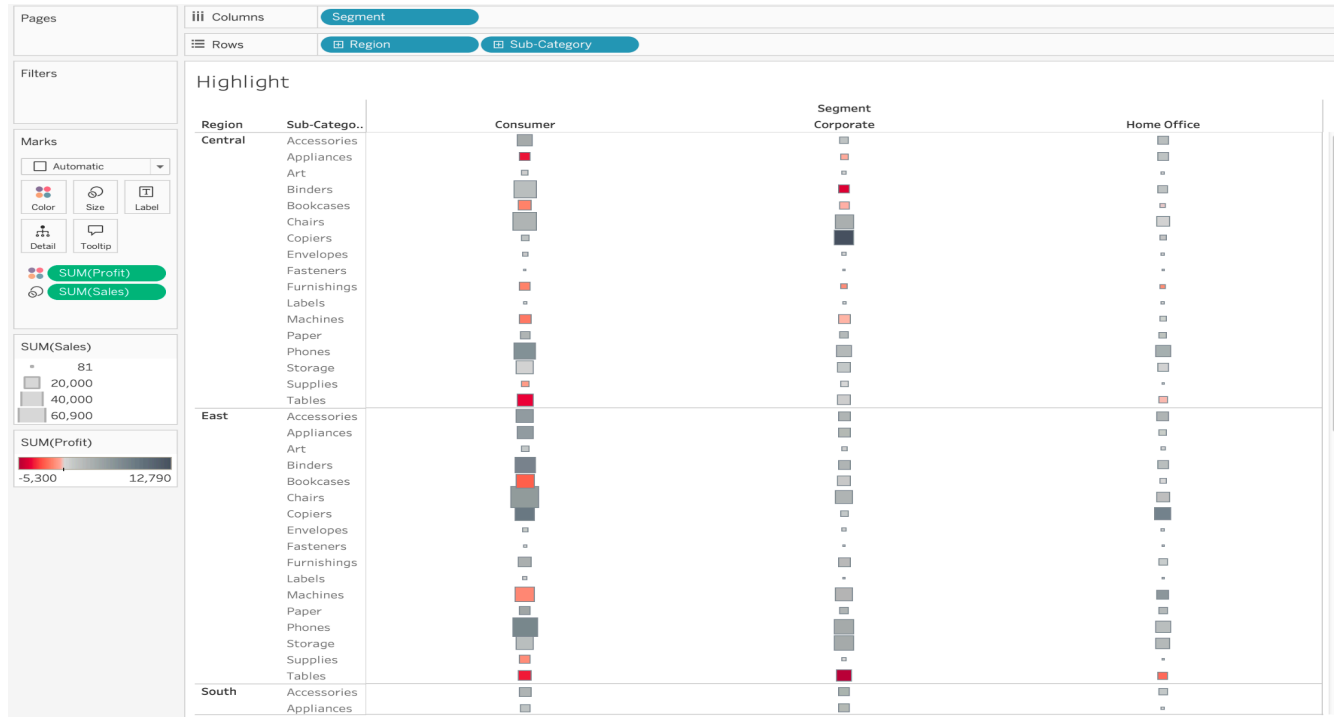 Pages
iii Columns
Segment
Rows
Region
Sub-Category
Filters
Highlight
Segment
Region Sub-Catego.. Consumer Corporate Home Office
Marks
Automatic
Color Size Label
Detail Tooltip
SUM(Profit)
SUM(Sales)
SUM(Sales)
81
20,000
40,000
60,900
SUM(Profit)
-5,300 12,790
Central Accessories
Appliances
Art
Binders
Bookcases
Chairs
Copiers
Envelopes
Fasteners
Furnishings
Labels
Machines
Paper
Phones
Storage
Supplies
Tables
East Accessories
Appliances
Art
Binders
Bookcases
Chairs
Copiers
Envelopes
Fasteners
Furnishings
Labels
Machines
Paper
Phones
Storage
Supplies
Tables
South Accessories
Appliances